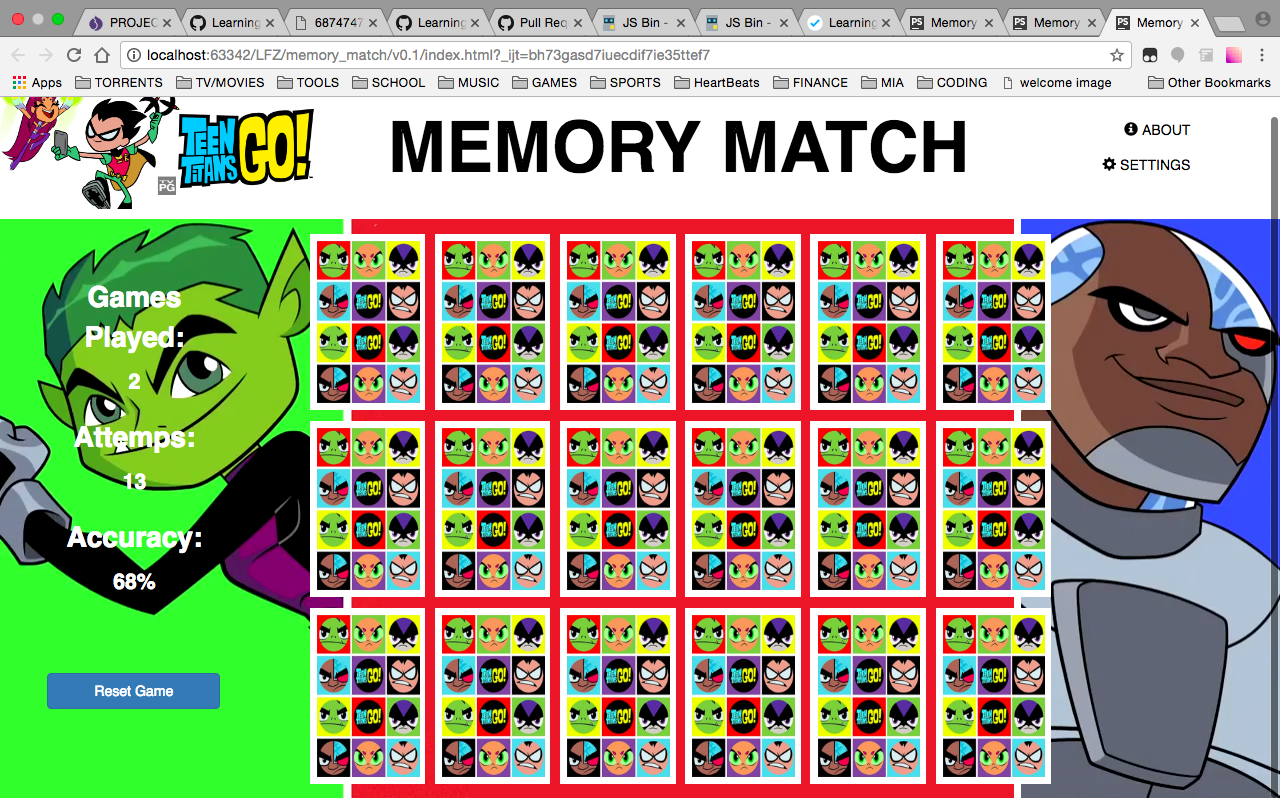 PROJEC
Learning
6874747
Learning
Pull Req
JS Bin -
JS Bin -
Learning
Memory
Memory
Memory
localhost:63342/LFZ/memory_match/v0.1/index.html?_ijt=bh73gasd7iuecdif7ie35ttef7
Apps TORRENTS TV/MOVIES TOOLS SCHOOL MUSIC GAMES SPORTS HeartBeats FINANCE MIA CODING welcome image Other Bookmarks
TEEN TITANS GO!
TV PG
MEMORY MATCH
ABOUT
SETTINGS
Games
Played:
2
Attemps:
13
Accuracy:
68%
Reset Game